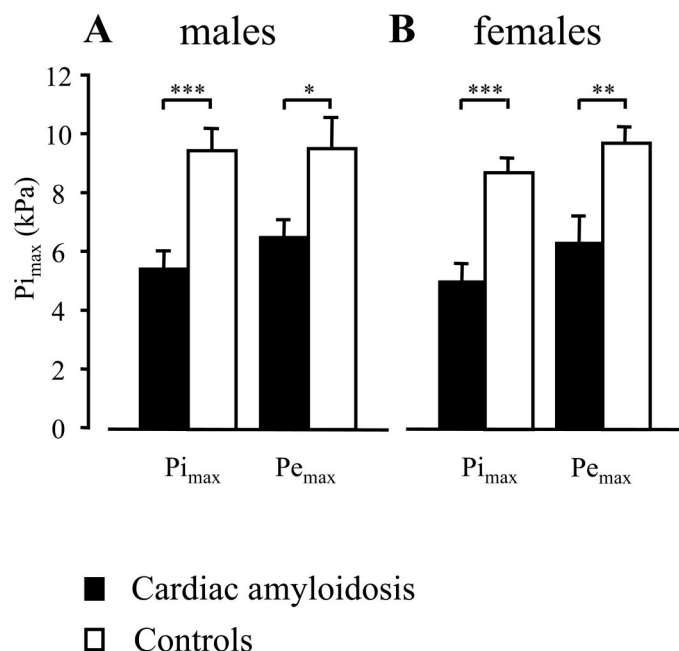 A males
B females
Pimax (kPa)
12
10
8
6
4
2
0
*** *
*** **
Pimax Pemax
Pimax Pemax
Cardiac amyloidosis
Controls